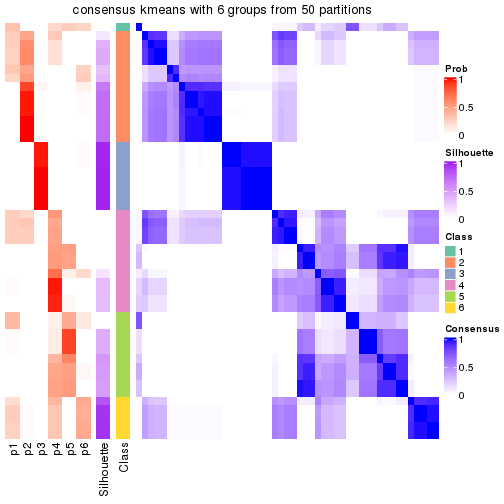 consensus kmeans with 6 groups from 50 partitions
Prob
1
0.5
0
Silhouette
1
0.5
0
Class
1
2
3
4
5
6
Consensus
1
0.5
0
p1
p2
p3
p4
p5
p6
Silhouette
Class